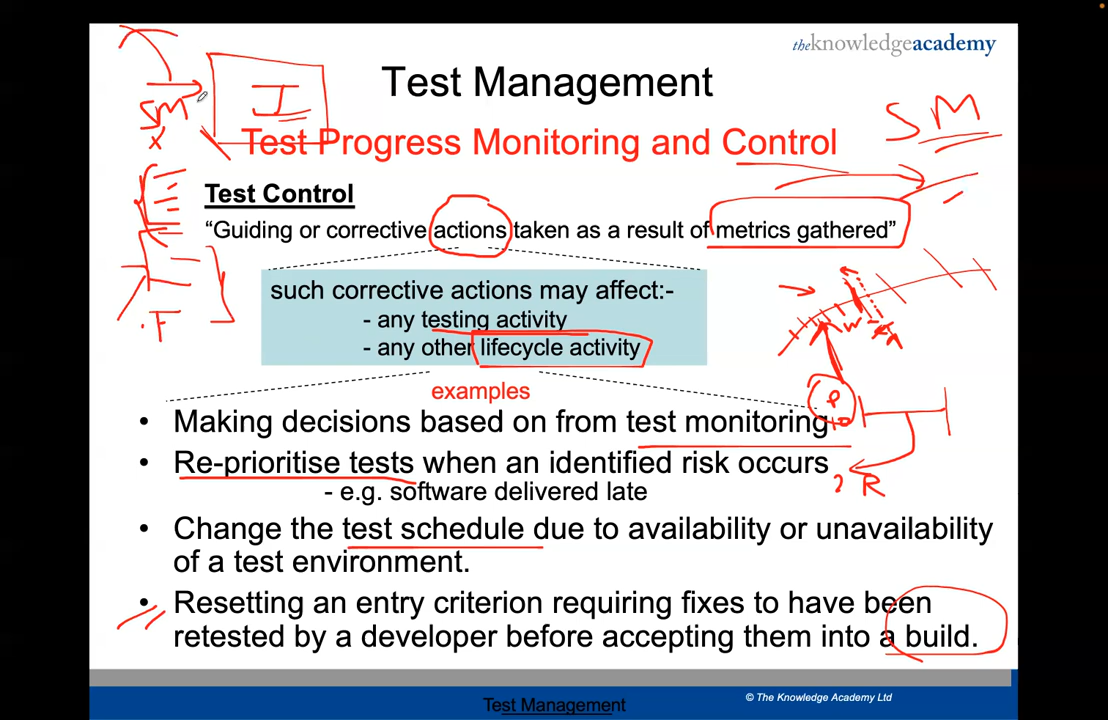 theknowledgeacademy
Test Management
Test Progress Monitoring and Control
I
SM
x
SM
Test Control
“Guiding or corrective actions taken as a result of metrics gathered”
such corrective actions may affect:-
- any testing activity
- any other lifecycle activity
F
examples
• Making decisions based on from test monitoring
• Re-prioritise tests when an identified risk occurs
- e.g. software delivered late
R
• Change the test schedule due to availability or unavailability
of a test environment.
• Resetting an entry criterion requiring fixes to have been
retested by a developer before accepting them into a build.
Test Management
© The Knowledge Academy Ltd